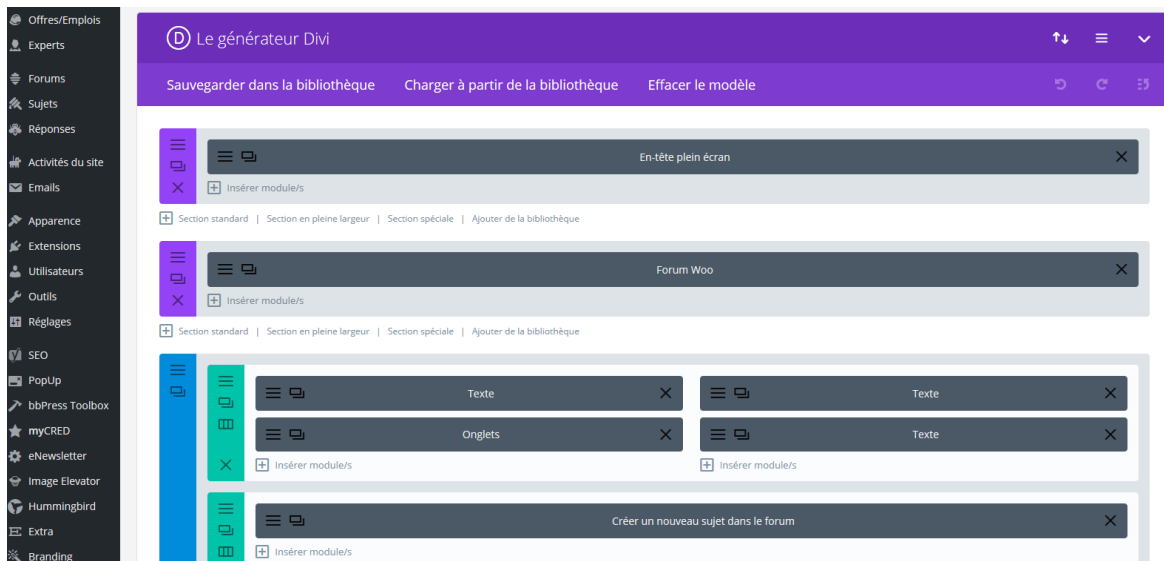 Offres/Emplois
Experts
Forums
Sujets
Réponses
Activités du site
Emails
Apparence
Extensions
Utilisateurs
Outils
Réglages
SEO
PopUp
bbPress Toolbox
myCRED
eNewsletter
Image Elevator
Hummingbird
Extra
Branding
D Le générateur Divi
Sauvegarder dans la bibliothèque Charger à partir de la bibliothèque Effacer le modèle
En-tête plein écran
Insérer module/s
Section standard | Section en pleine largeur | Section spéciale | Ajouter de la bibliothèque
Forum Woo
Insérer module/s
Section standard | Section en pleine largeur | Section spéciale | Ajouter de la bibliothèque
Texte Texte
Onglets Texte
Insérer module/s Insérer module/s
Créer un nouveau sujet dans le forum
Insérer module/s